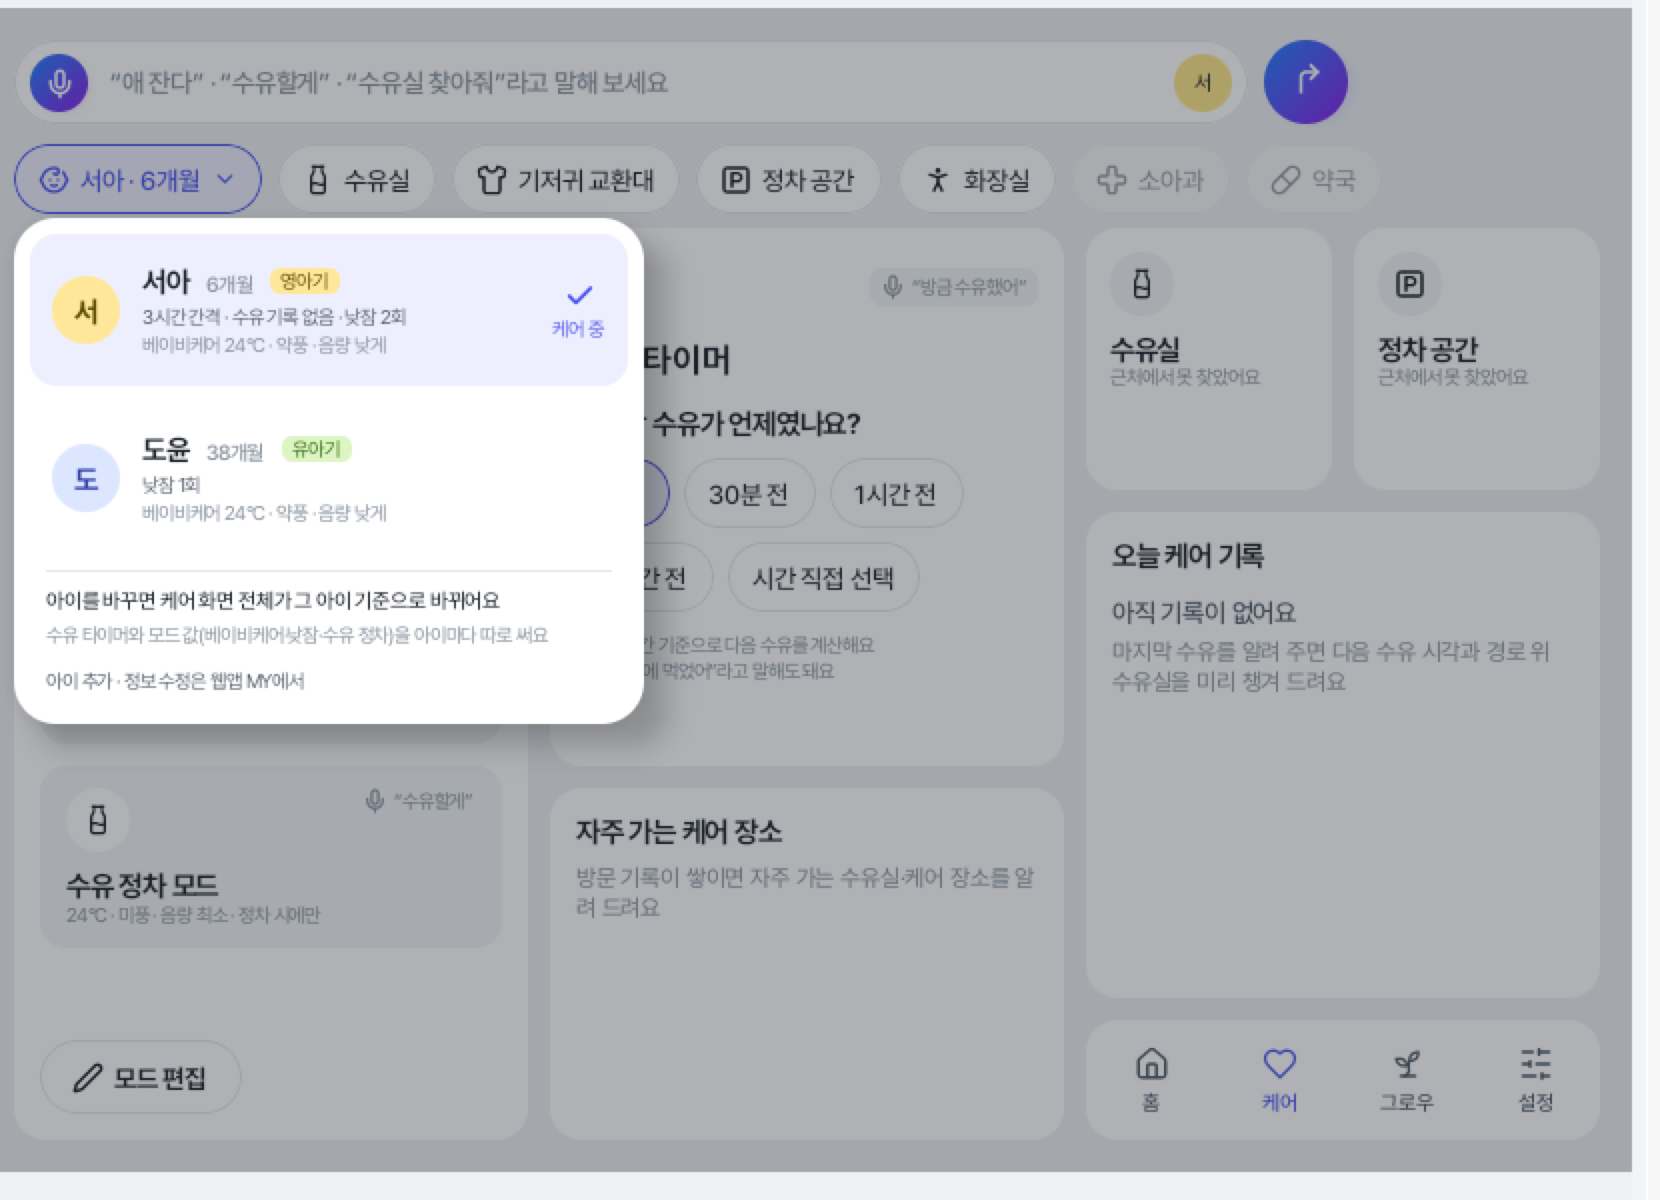 “애 잔다” · “수유할게” · “수유실 찾아줘”라고 말해 보세요
서
서아 · 6개월
수유실
기저귀 교환대
정차 공간
화장실
소아과
약국
서
서아 6개월 영아기
3시간 간격 · 수유 기록 없음 · 낮잠 2회
베이비케어 24°C · 약풍 · 음량 낮게
케어 중
도
도윤 38개월 유아기
낮잠 1회
베이비케어 24°C · 약풍 · 음량 낮게
아이를 바꾸면 케어 화면 전체가 그 아이 기준으로 바뀌어요
수유 타이머와 모드 값(베이비케어·낮잠·수유 정차)을 아이마다 따로 써요
아이 추가 · 정보 수정은 웹앱 MY에서
“수유할게”
수유 정차 모드
24°C · 미풍 · 음량 최소 · 정차 시에만
모드 편집
“방금 수유했어”
타이머
수유가 언제였나요?
30분 전
1시간 전
전
시간 직접 선택
기준으로 다음 수유를 계산해요
에 먹었어”라고 말해도 돼요
자주 가는 케어 장소
방문 기록이 쌓이면 자주 가는 수유실·케어 장소를 알
려 드려요
수유실
근처에서 못 찾았어요
정차 공간
근처에서 못 찾았어요
오늘 케어 기록
아직 기록이 없어요
마지막 수유를 알려 주면 다음 수유 시각과 경로 위
수유실을 미리 챙겨 드려요
홈
케어
그로우
설정